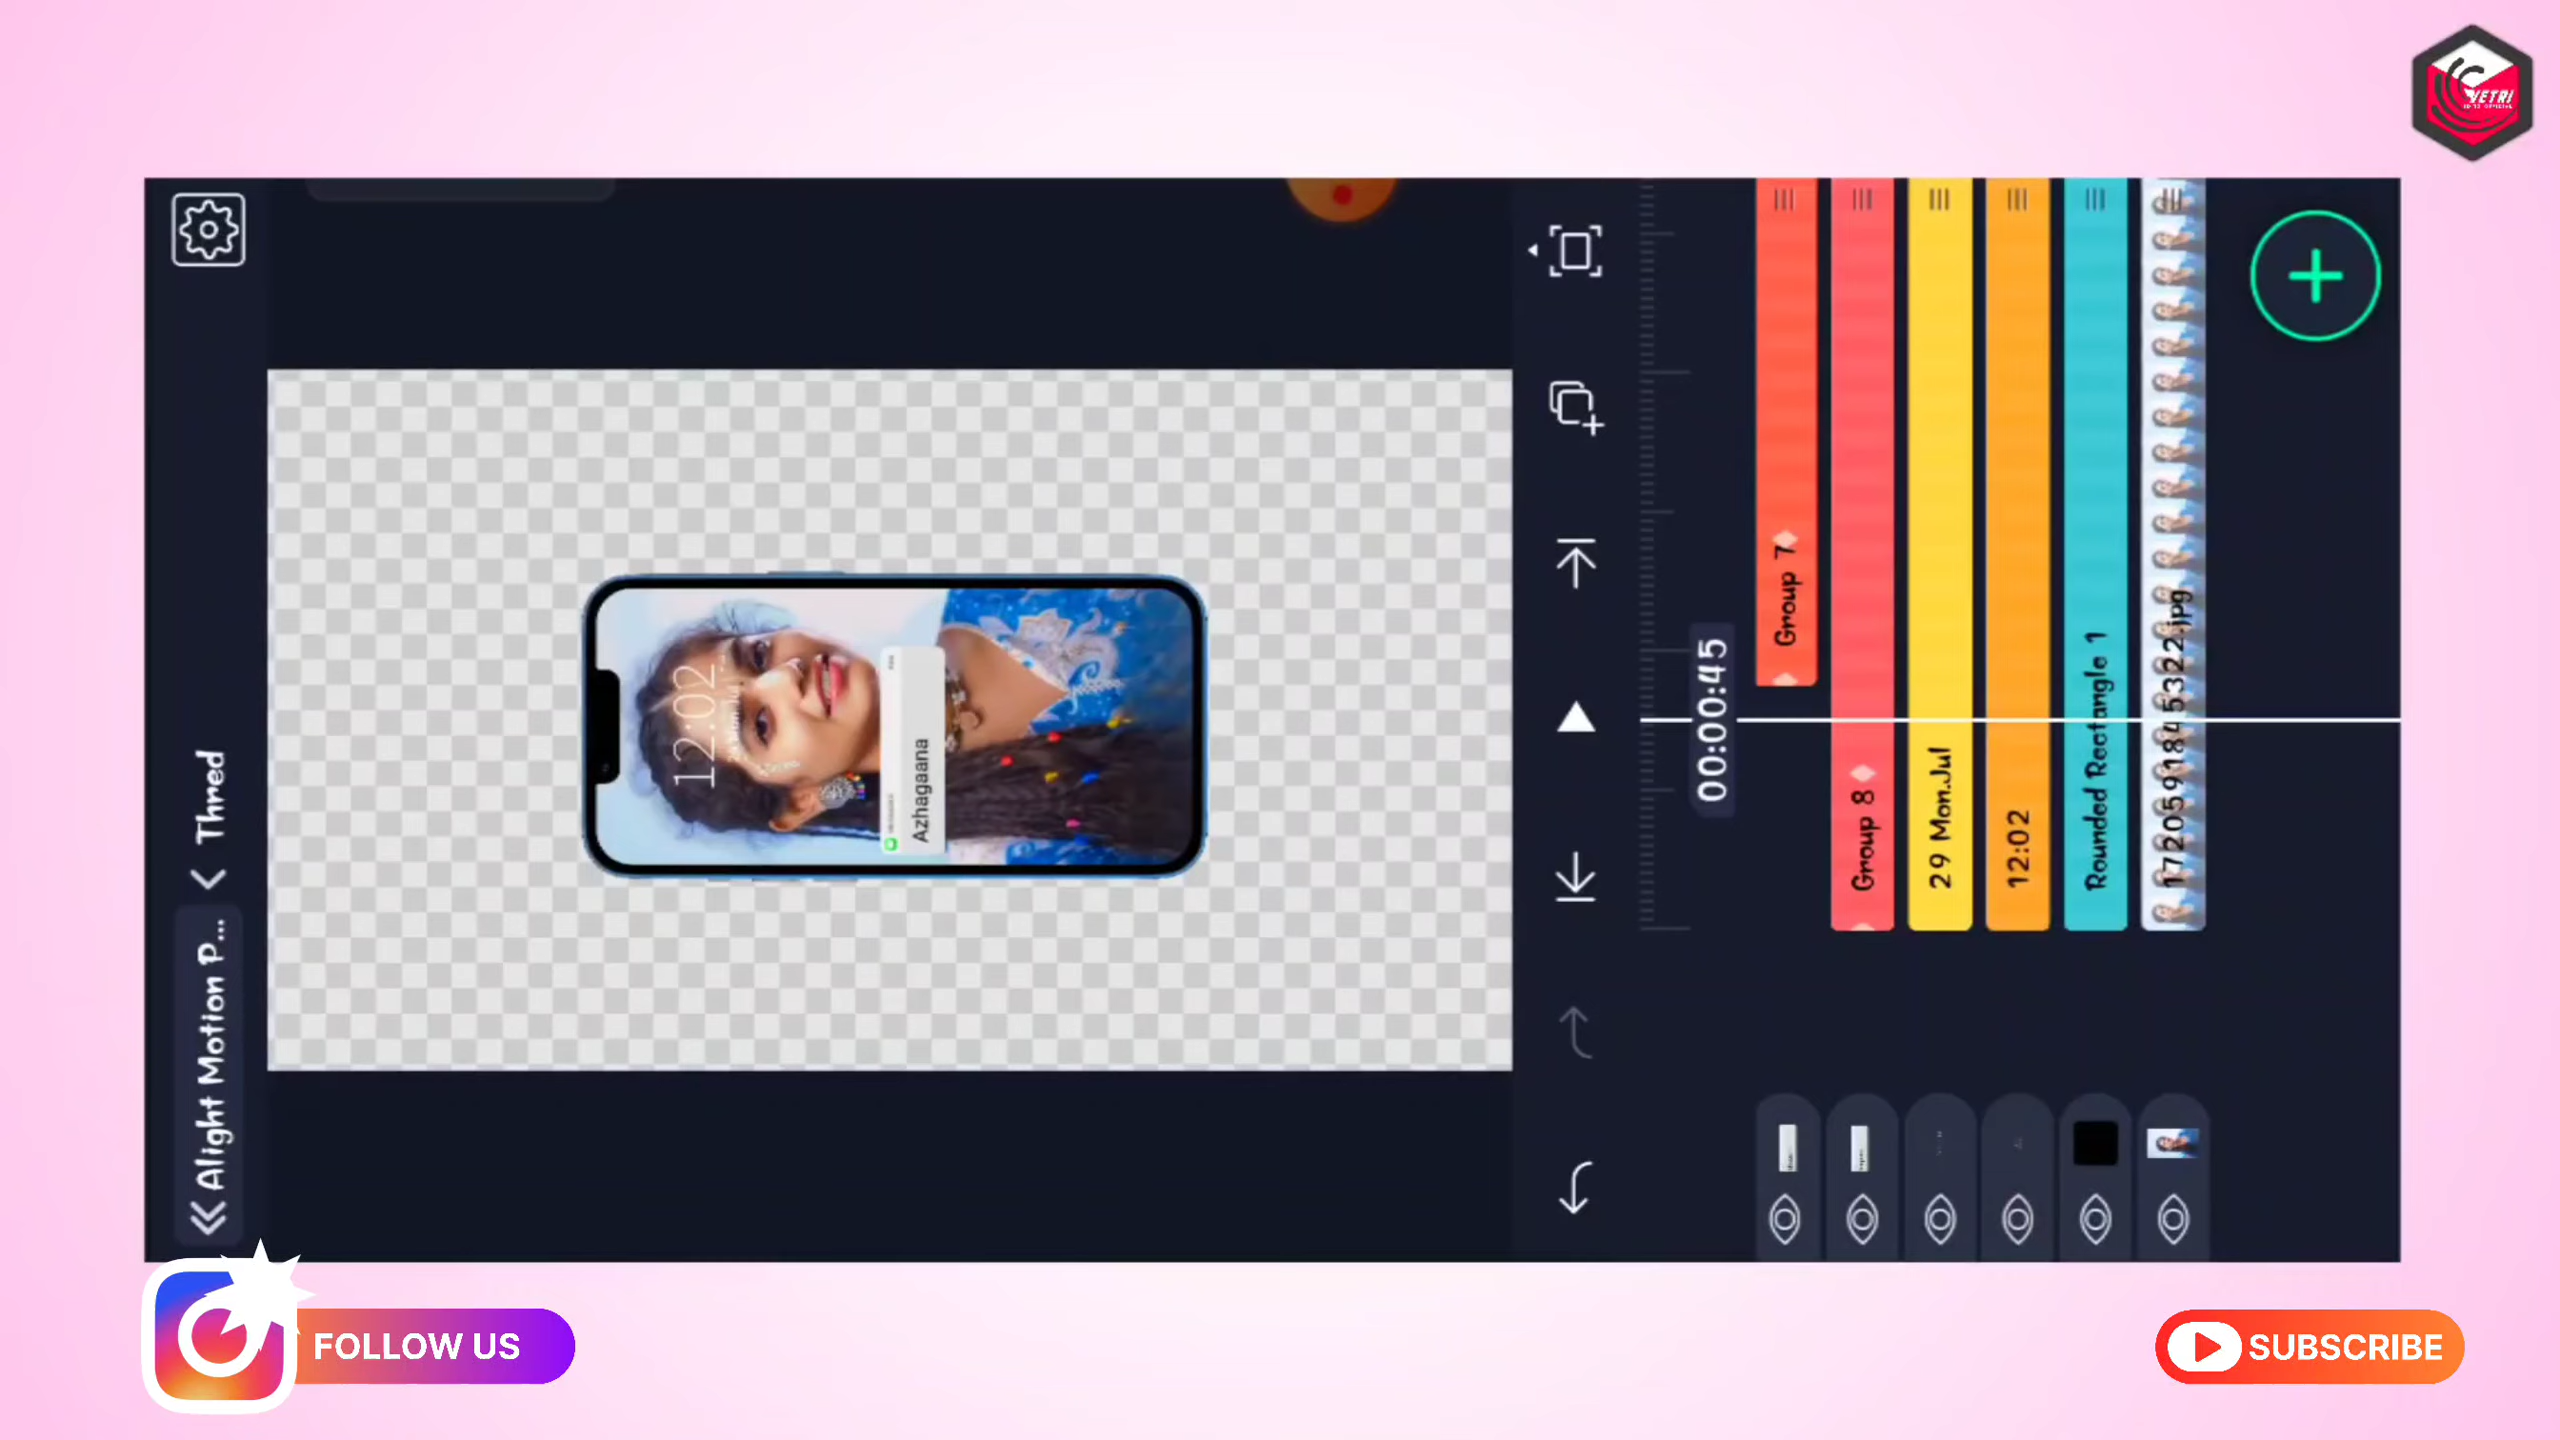 VETRI
Alight Motion P...
Thred
12:02
Azhagaana
00:00:45
Group 7
Group 8
29 Mon.Jul
12:02
Rounded Rectangle 1
1720591845322.jpg
FOLLOW US
SUBSCRIBE